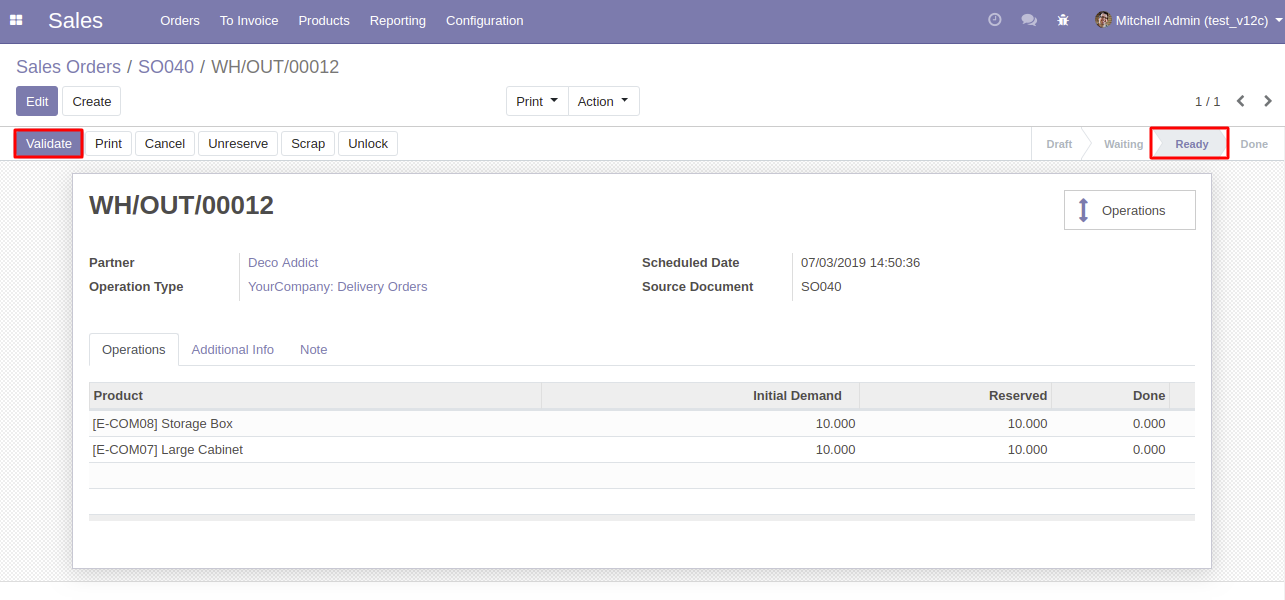 Sales Orders To Invoice Products Reporting Configuration Mitchell Admin (test_v12c)
Sales Orders / SO040 / WH/OUT/00012
Edit Create Print Action 1 / 1
Validate Print Cancel Unreserve Scrap Unlock Draft Waiting Ready Done
WH/OUT/00012
Operations
Partner Deco Addict Scheduled Date 07/03/2019 14:50:36
Operation Type YourCompany: Delivery Orders Source Document SO040
Operations Additional Info Note
Product Initial Demand Reserved Done
[E-COM08] Storage Box 10.000 10.000 0.000
[E-COM07] Large Cabinet 10.000 10.000 0.000